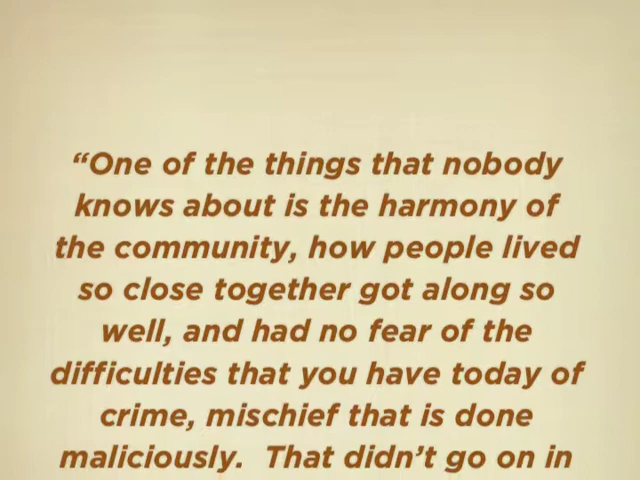 “One of the things that nobody
knows about is the harmony of
the community, how people lived
so close together got along so
well, and had no fear of the
difficulties that you have today of
crime, mischief that is done
maliciously.  That didn’t go on in